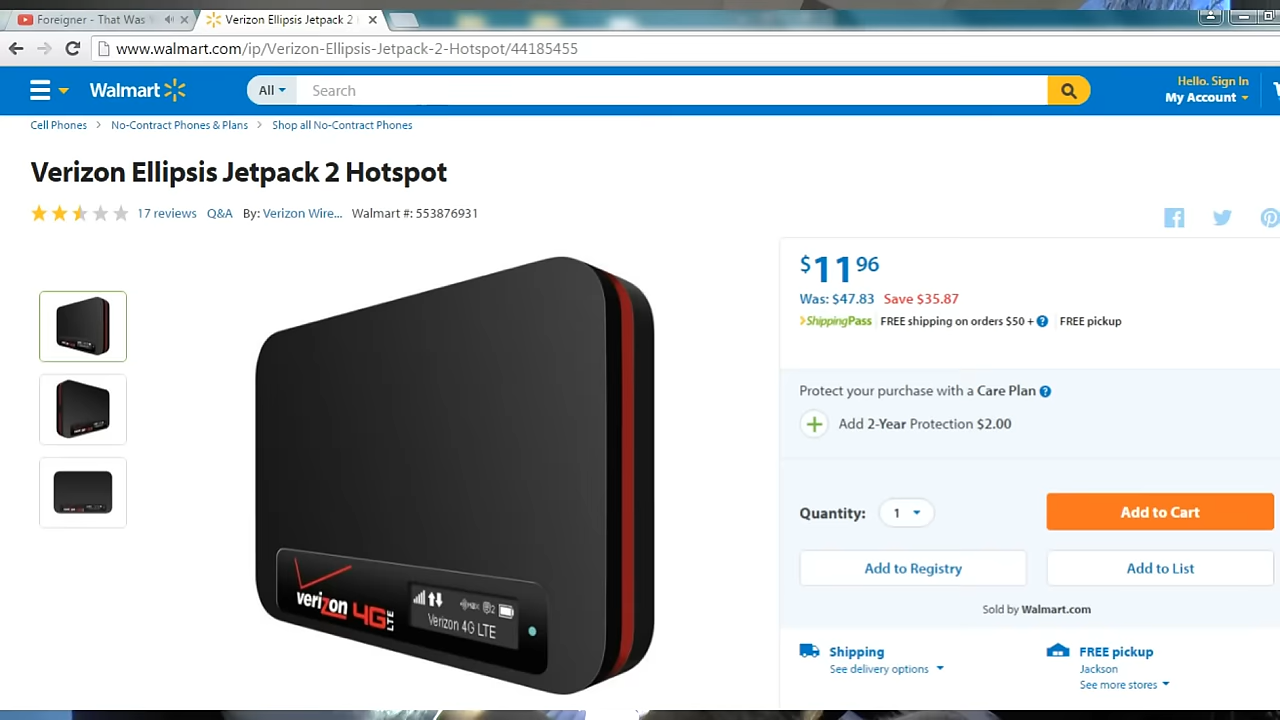 Foreigner - That Was
Verizon Ellipsis Jetpack 2
www.walmart.com/ip/Verizon-Ellipsis-Jetpack-2-Hotspot/44185455
Walmart
All
Search
Hello. Sign In
My Account
Cell Phones > No-Contract Phones & Plans > Shop all No-Contract Phones
Verizon Ellipsis Jetpack 2 Hotspot
17 reviews Q&A By: Verizon Wire... Walmart #: 553876931
$11 96
Was: $47.83 Save $35.87
ShippingPass FREE shipping on orders $50 + ? FREE pickup
Protect your purchase with a Care Plan ?
+ Add 2-Year Protection $2.00
Quantity: 1
Add to Cart
Add to Registry
Add to List
Sold by Walmart.com
Shipping
See delivery options
FREE pickup
Jackson
See more stores
verizon 4G LTE
Verizon 4G LTE